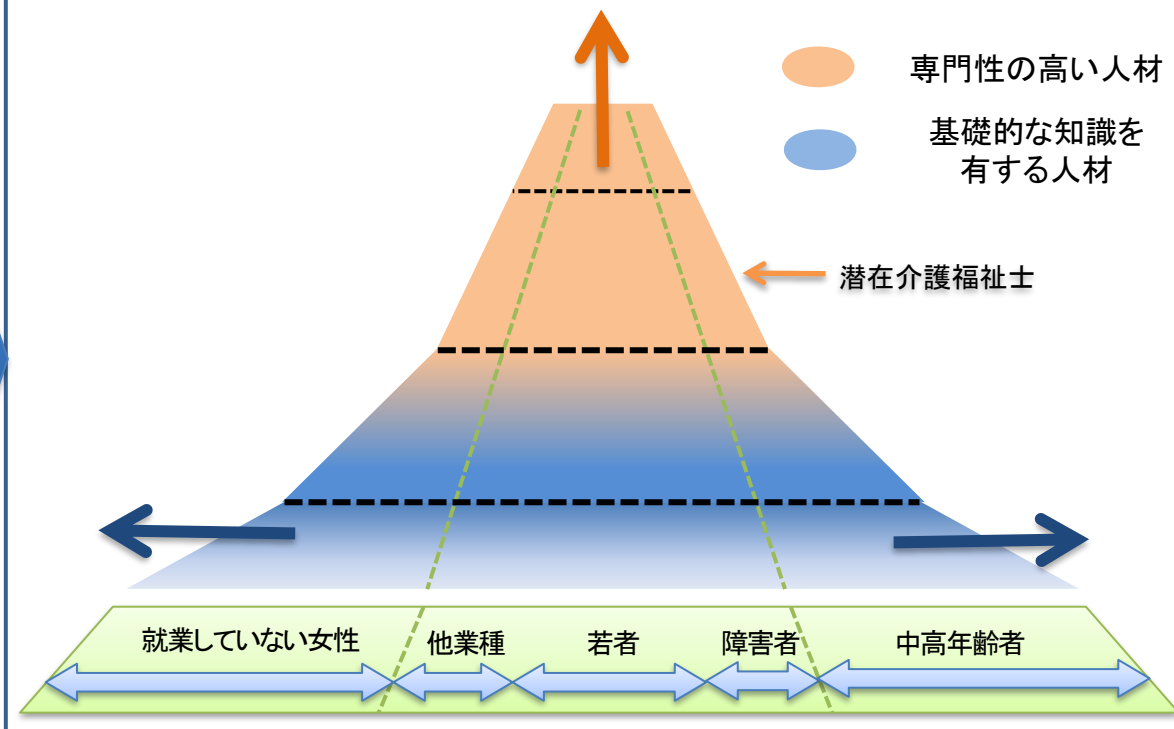 専門性の高い人材
基礎的な知識を
有する人材
潜在介護福祉士
就業していない女性
他業種
若者
障害者
中高年齢者